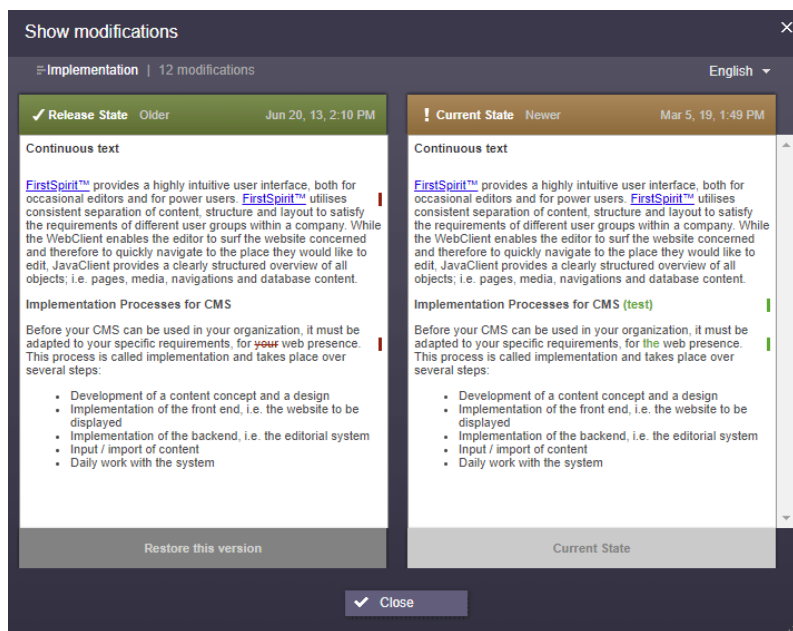 Show modifications
Implementation | 12 modifications
English
Release State Older Jun 20, 13, 2:10 PM
Continuous text
FirstSpirit™ provides a highly intuitive user interface, both for
occasional editors and for power users. FirstSpirit™ utilises
consistent separation of content, structure and layout to satisfy
the requirements of different user groups within a company. While
the WebClient enables the editor to surf the website concerned
and therefore to quickly navigate to the place they would like to
edit, JavaClient provides a clearly structured overview of all
objects; i.e. pages, media, navigations and database content.
Implementation Processes for CMS
Before your CMS can be used in your organization, it must be
adapted to your specific requirements, for your web presence.
This process is called implementation and takes place over
several steps:
• Development of a content concept and a design
• Implementation of the front end, i.e. the website to be
displayed
• Implementation of the backend, i.e. the editorial system
• Input / import of content
• Daily work with the system
Restore this version
! Current State Newer Mar 5, 19, 1:49 PM
Continuous text
FirstSpirit™ provides a highly intuitive user interface, both for
occasional editors and for power users. FirstSpirit™ utilises
consistent separation of content, structure and layout to satisfy
the requirements of different user groups within a company. While
the WebClient enables the editor to surf the website concerned
and therefore to quickly navigate to the place they would like to
edit, JavaClient provides a clearly structured overview of all
objects; i.e. pages, media, navigations and database content.
Implementation Processes for CMS (test)
Before your CMS can be used in your organization, it must be
adapted to your specific requirements, for the web presence.
This process is called implementation and takes place over
several steps:
• Development of a content concept and a design
• Implementation of the front end, i.e. the website to be
displayed
• Implementation of the backend, i.e. the editorial system
• Input / import of content
• Daily work with the system
Current State
Close